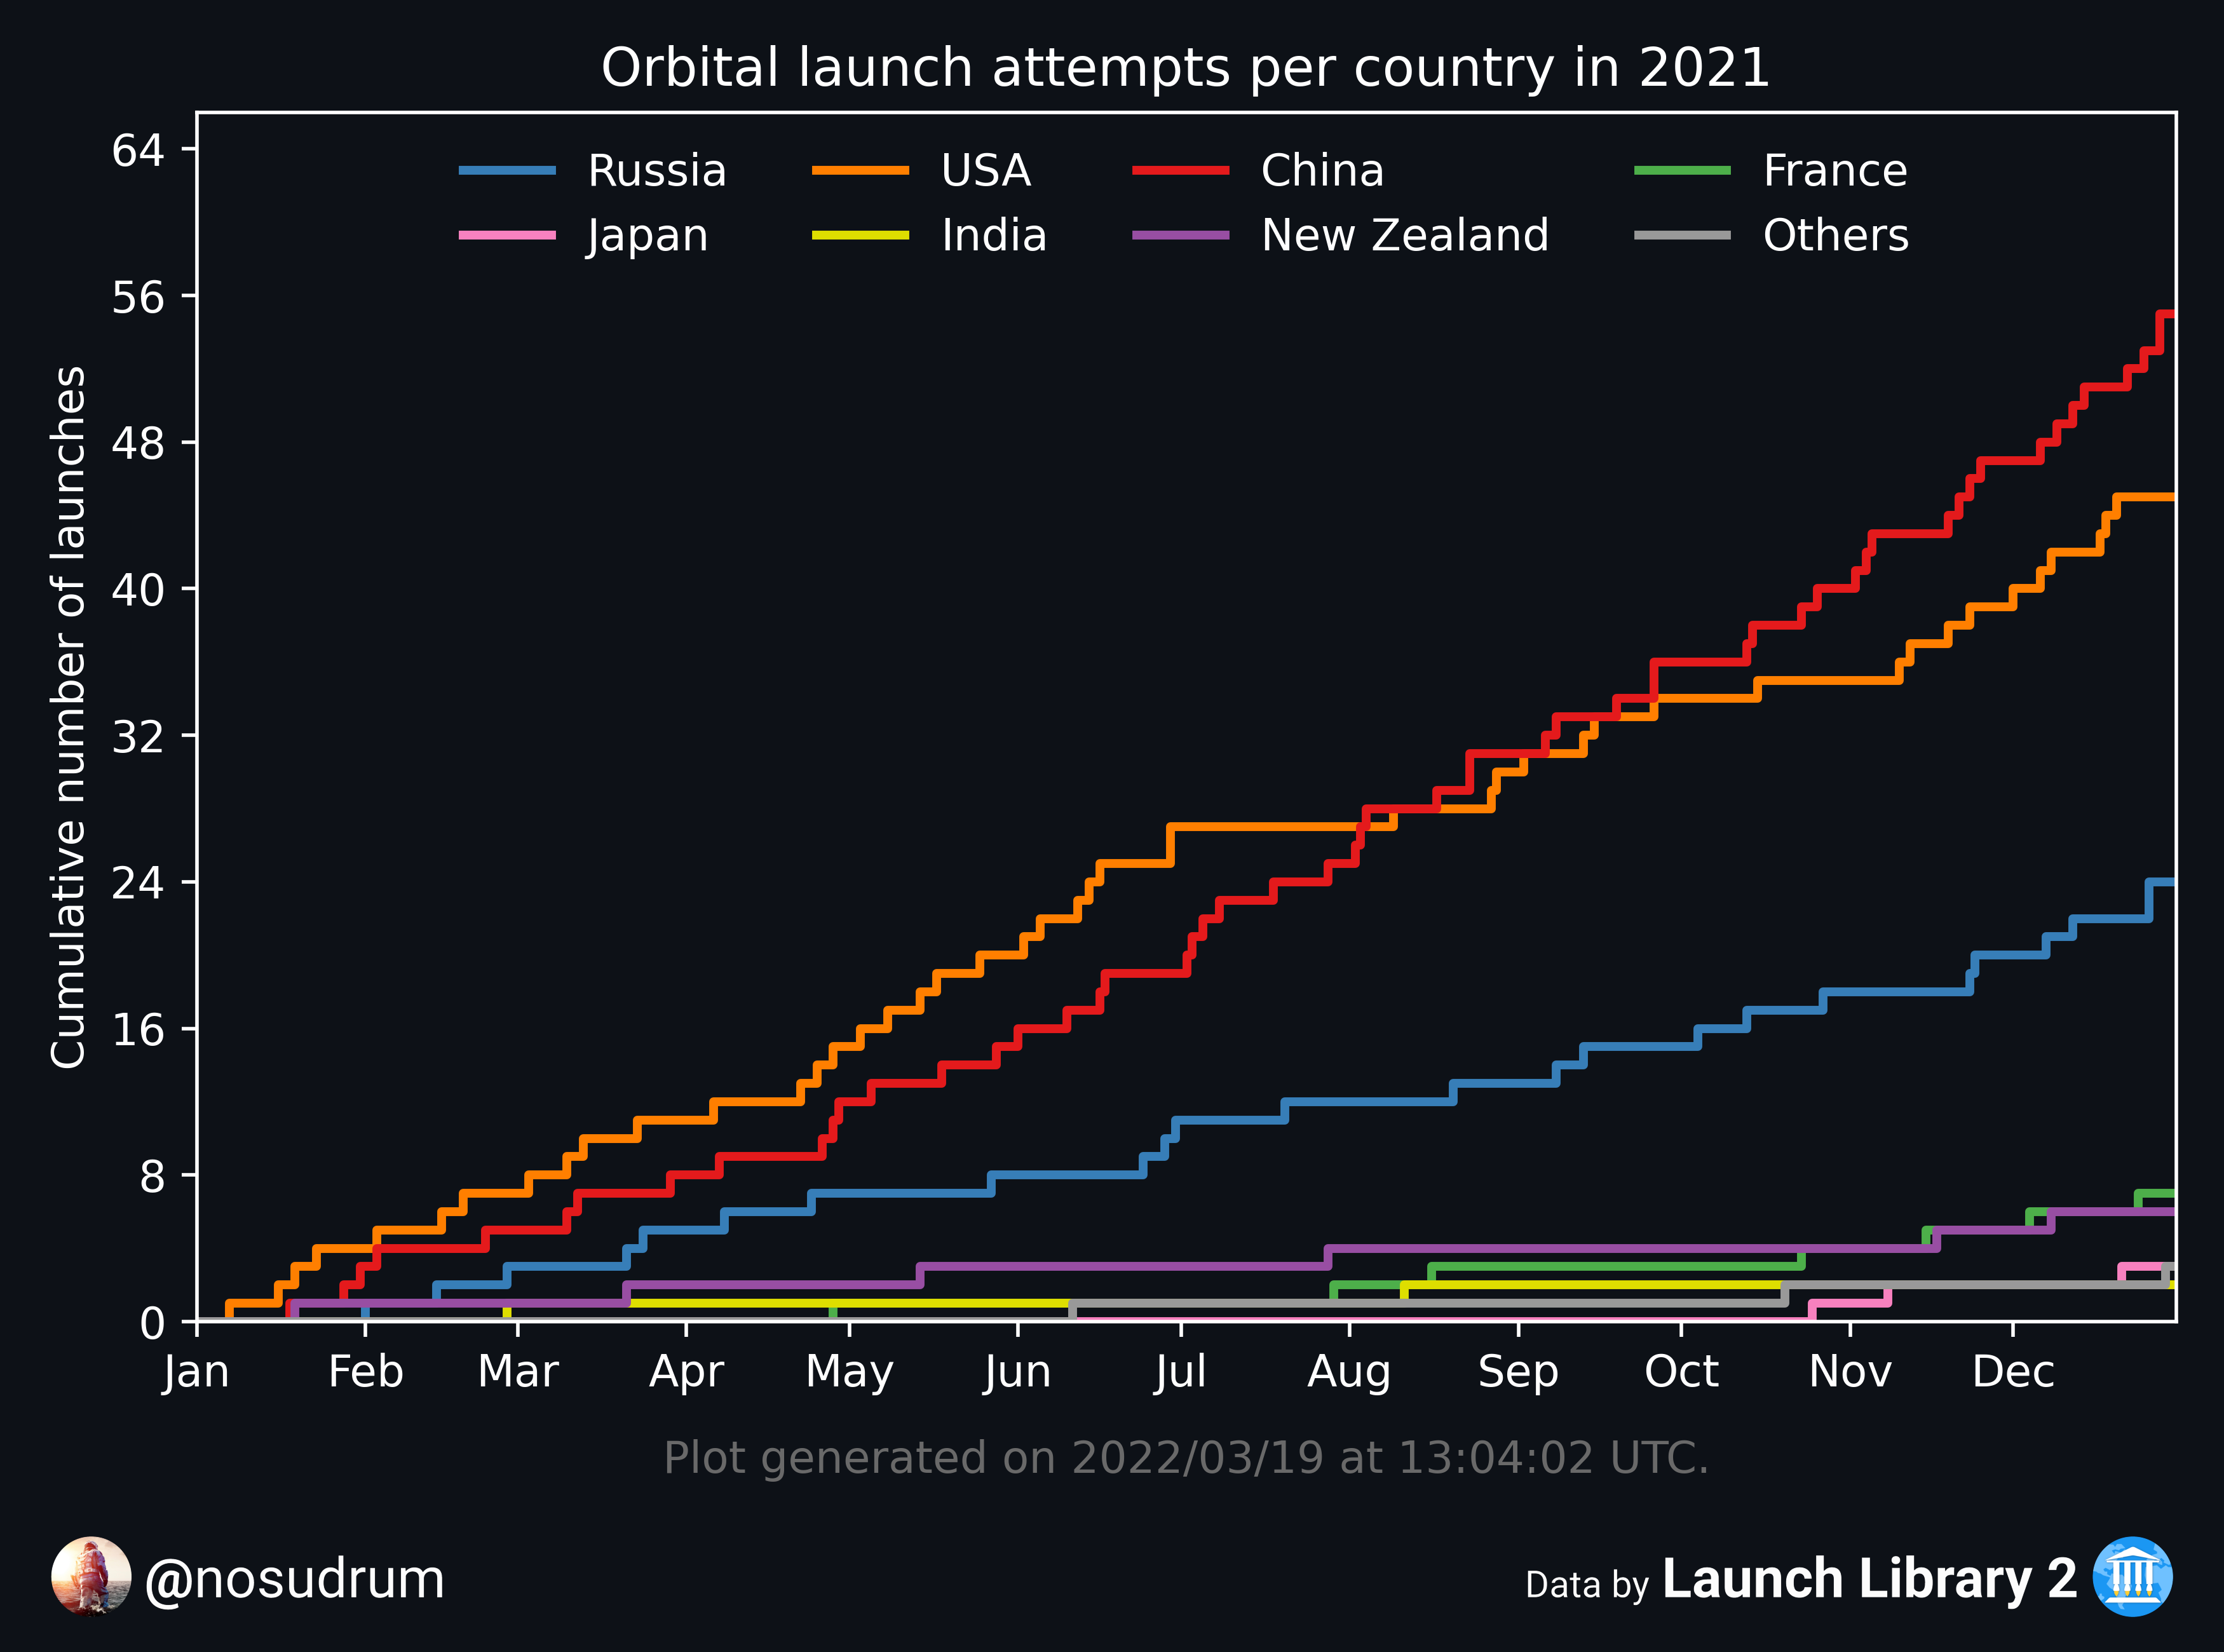 Orbital launch attempts per country in 2021
Russia USA China France
Japan India New Zealand Others
Cumulative number of launches
64
56
48
40
32
24
16
8
0
Jan Feb Mar Apr May Jun Jul Aug Sep Oct Nov Dec
Plot generated on 2022/03/19 at 13:04:02 UTC.
@nosudrum
Data by Launch Library 2